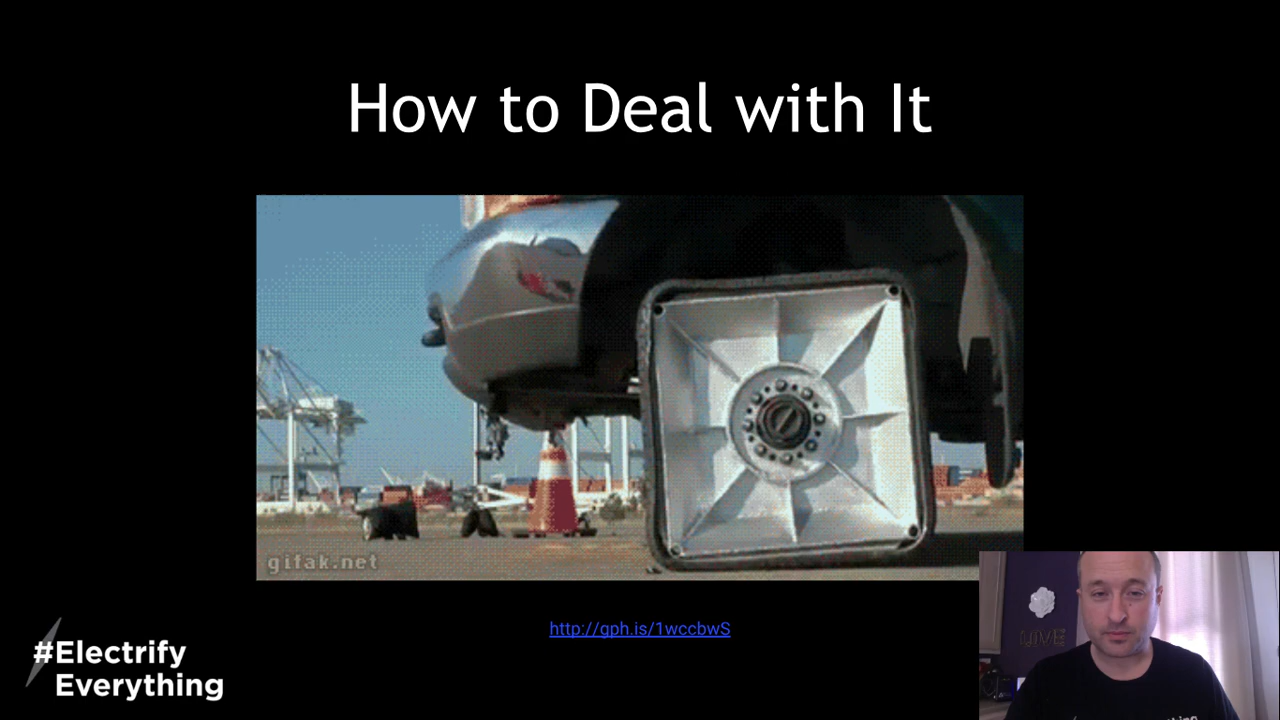 How to Deal with It
gifak.net
http://gph.is/1wccbwS
#Electrify
Everything